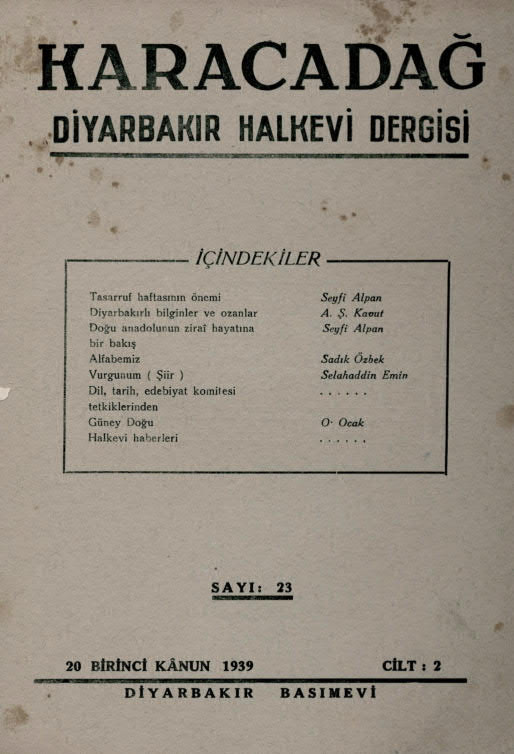 KARACADAĞ
DİYARBAKIR HALKEVİ DERGİSİ
İÇİNDEKİLER
Tasarruf haftasının önemi Seyfi Alpan
Diyarbakırlı bilginler ve ozanlar A. Ş. Kavut
Doğu anadolunun ziraî hayatına Seyfi Alpan
bir bakış
Alfabemiz Sadık Özbek
Vurgunum ( Şiir ) Selahaddin Emin
Dil, tarih, edebiyat komitesi . . . . . .
tetkiklerinden
Güney Doğu O· Ocak
Halkevi haberleri . . . . . .
SAYI: 23
20 BİRİNCİ KÂNUN 1939 CİLT : 2
DİYARBAKIR BASIMEVİ